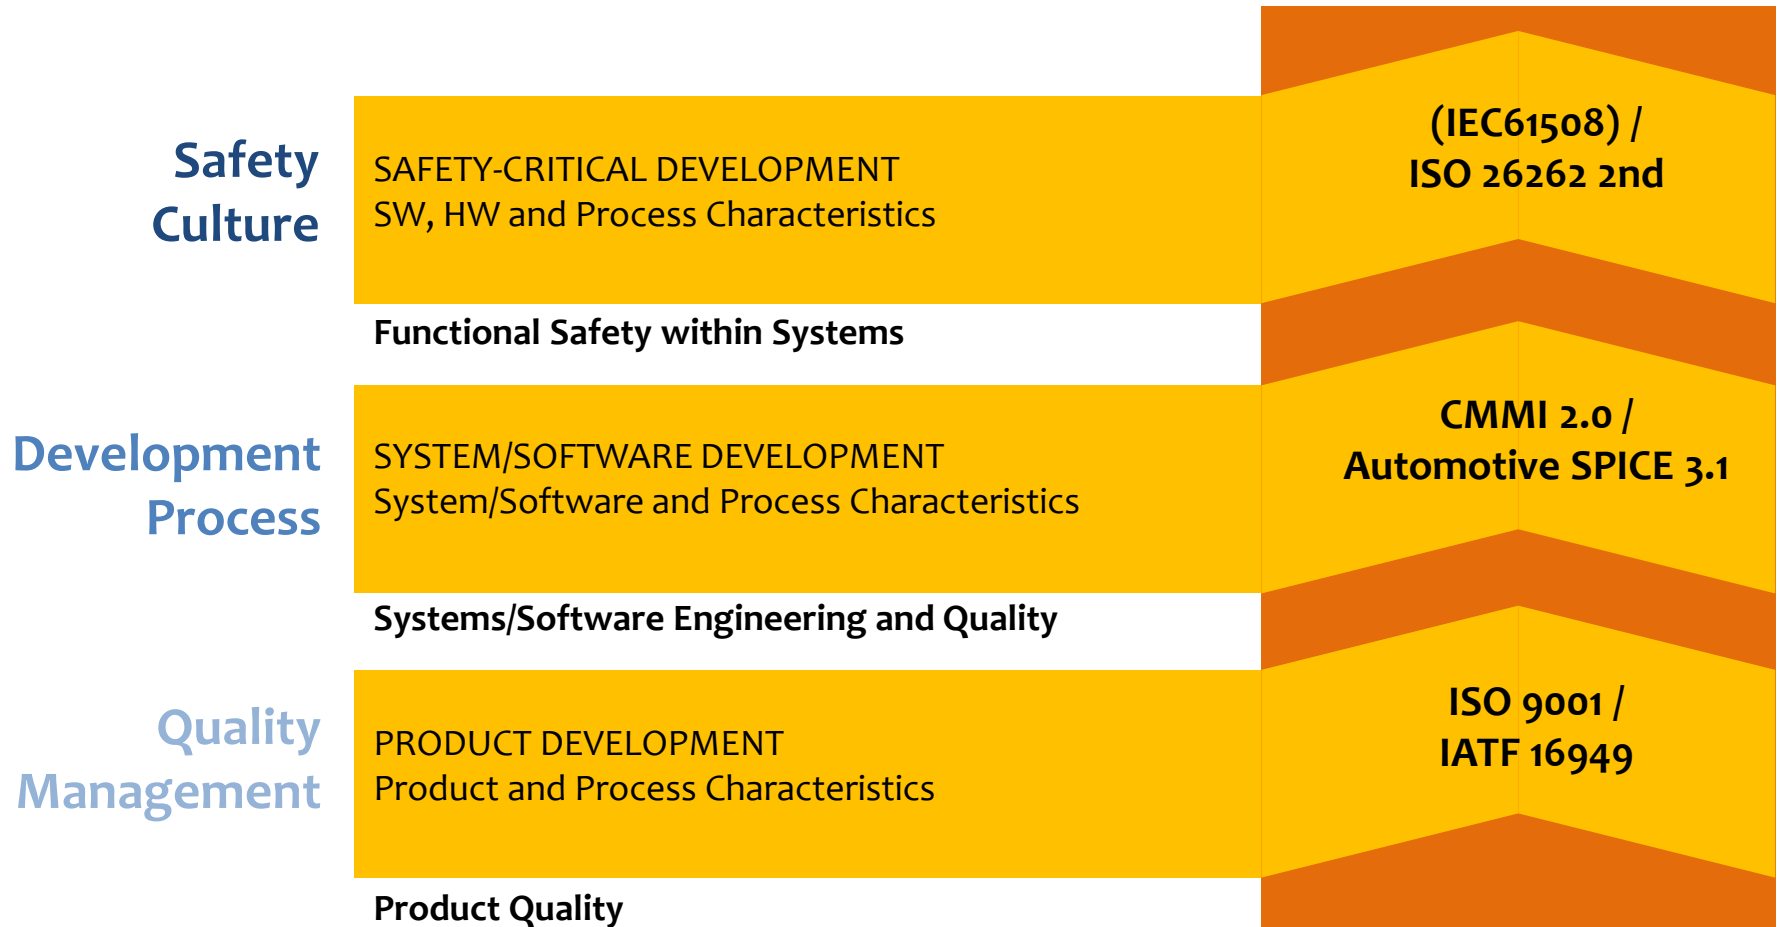 Safety
Culture
SAFETY-CRITICAL DEVELOPMENT
SW, HW and Process Characteristics
(IEC61508) /
ISO 26262 2nd
Functional Safety within Systems
Development
Process
SYSTEM/SOFTWARE DEVELOPMENT
System/Software and Process Characteristics
CMMI 2.0 /
Automotive SPICE 3.1
Systems/Software Engineering and Quality
Quality
Management
PRODUCT DEVELOPMENT
Product and Process Characteristics
ISO 9001 /
IATF 16949
Product Quality